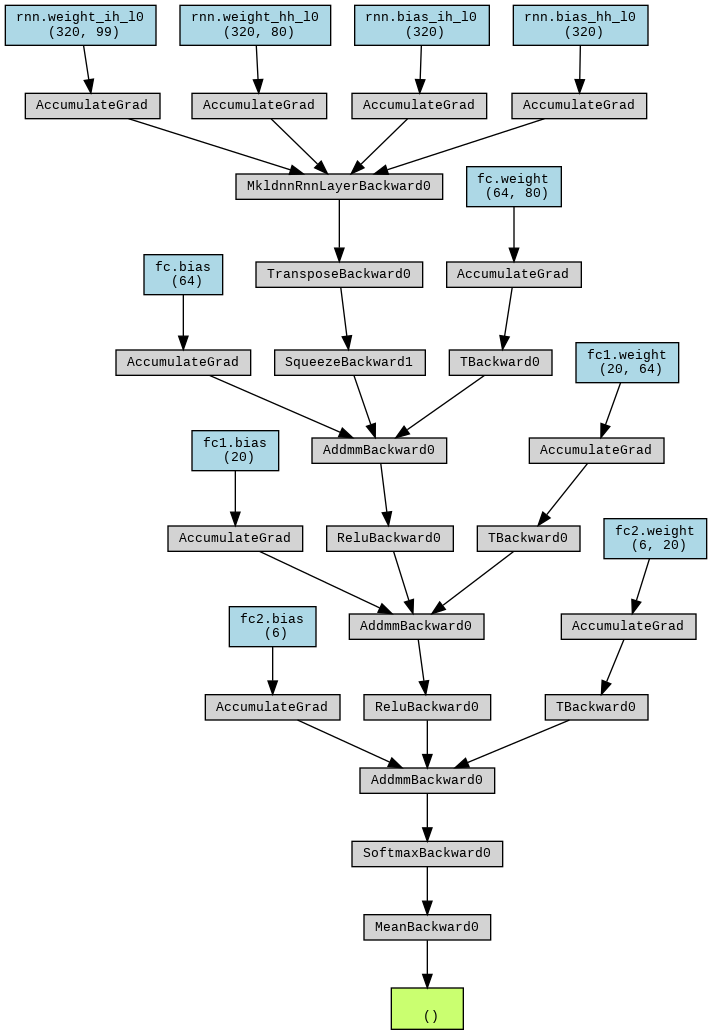 rnn.weight_ih_l0
(320, 99)
rnn.weight_hh_l0
(320, 80)
rnn.bias_ih_l0
(320)
rnn.bias_hh_l0
(320)
AccumulateGrad
AccumulateGrad
AccumulateGrad
AccumulateGrad
MkldnnRnnLayerBackward0
fc.weight
(64, 80)
fc.bias
(64)
TransposeBackward0
AccumulateGrad
AccumulateGrad
SqueezeBackward1
TBackward0
fc1.weight
(20, 64)
fc1.bias
(20)
AddmmBackward0
AccumulateGrad
AccumulateGrad
ReluBackward0
TBackward0
fc2.weight
(6, 20)
fc2.bias
(6)
AddmmBackward0
AccumulateGrad
AccumulateGrad
ReluBackward0
TBackward0
AddmmBackward0
SoftmaxBackward0
MeanBackward0
()